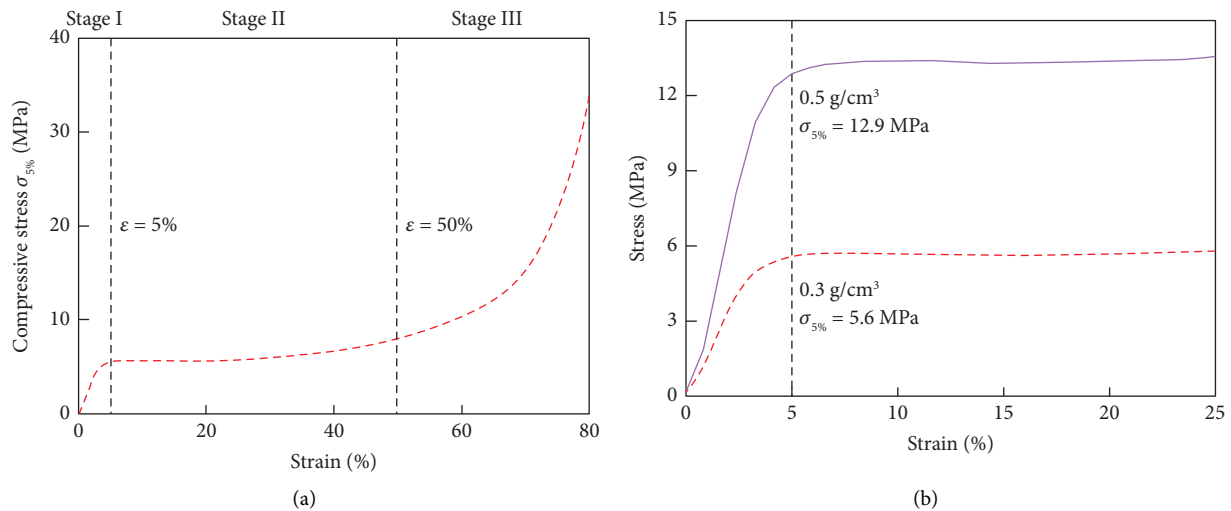 Stage I Stage II Stage III
Compressive stress σ5% (MPa)
40
30
20
10
0
ε = 5%
ε = 50%
0 20 40 60 80
Strain (%)
(a)
Stress (MPa)
15
12
9
6
3
0
0.5 g/cm³
σ5% = 12.9 MPa
0.3 g/cm³
σ5% = 5.6 MPa
0 5 10 15 20 25
Strain (%)
(b)